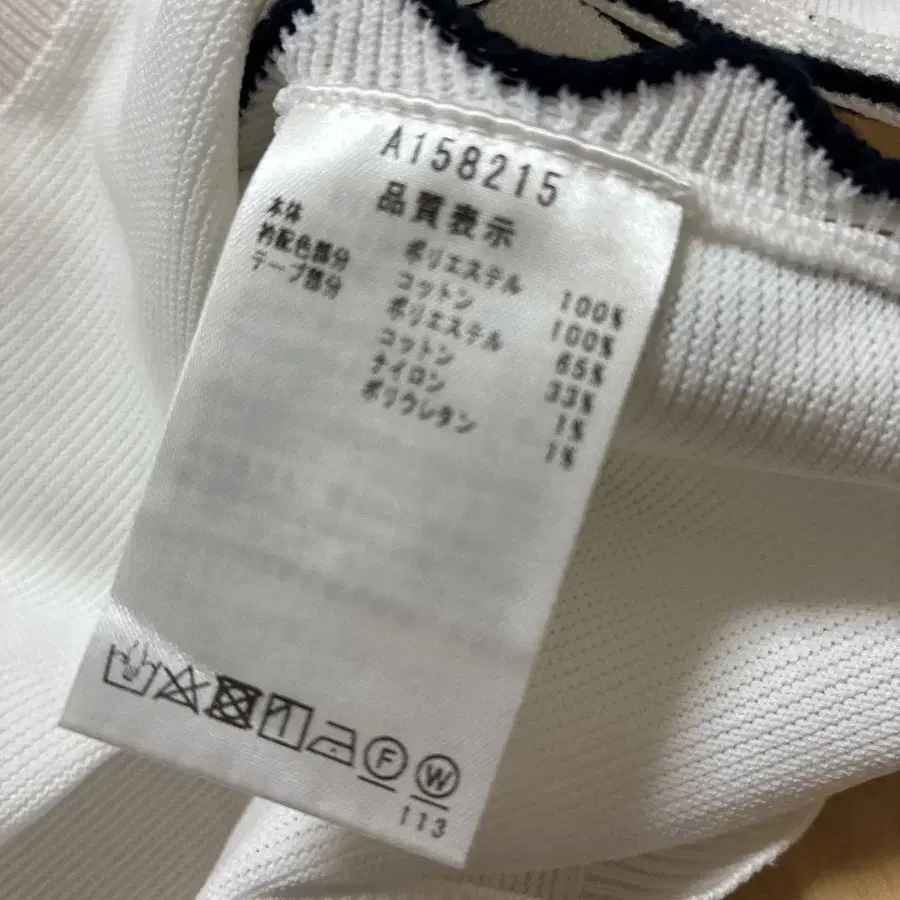 A158215
品質表示
本体 ポリエステル 100%
衿配色部分 コットン 100%
テープ部分 ポリエステル 65%
コットン 33%
ナイロン 1%
ポリウレタン 1%
F W
113